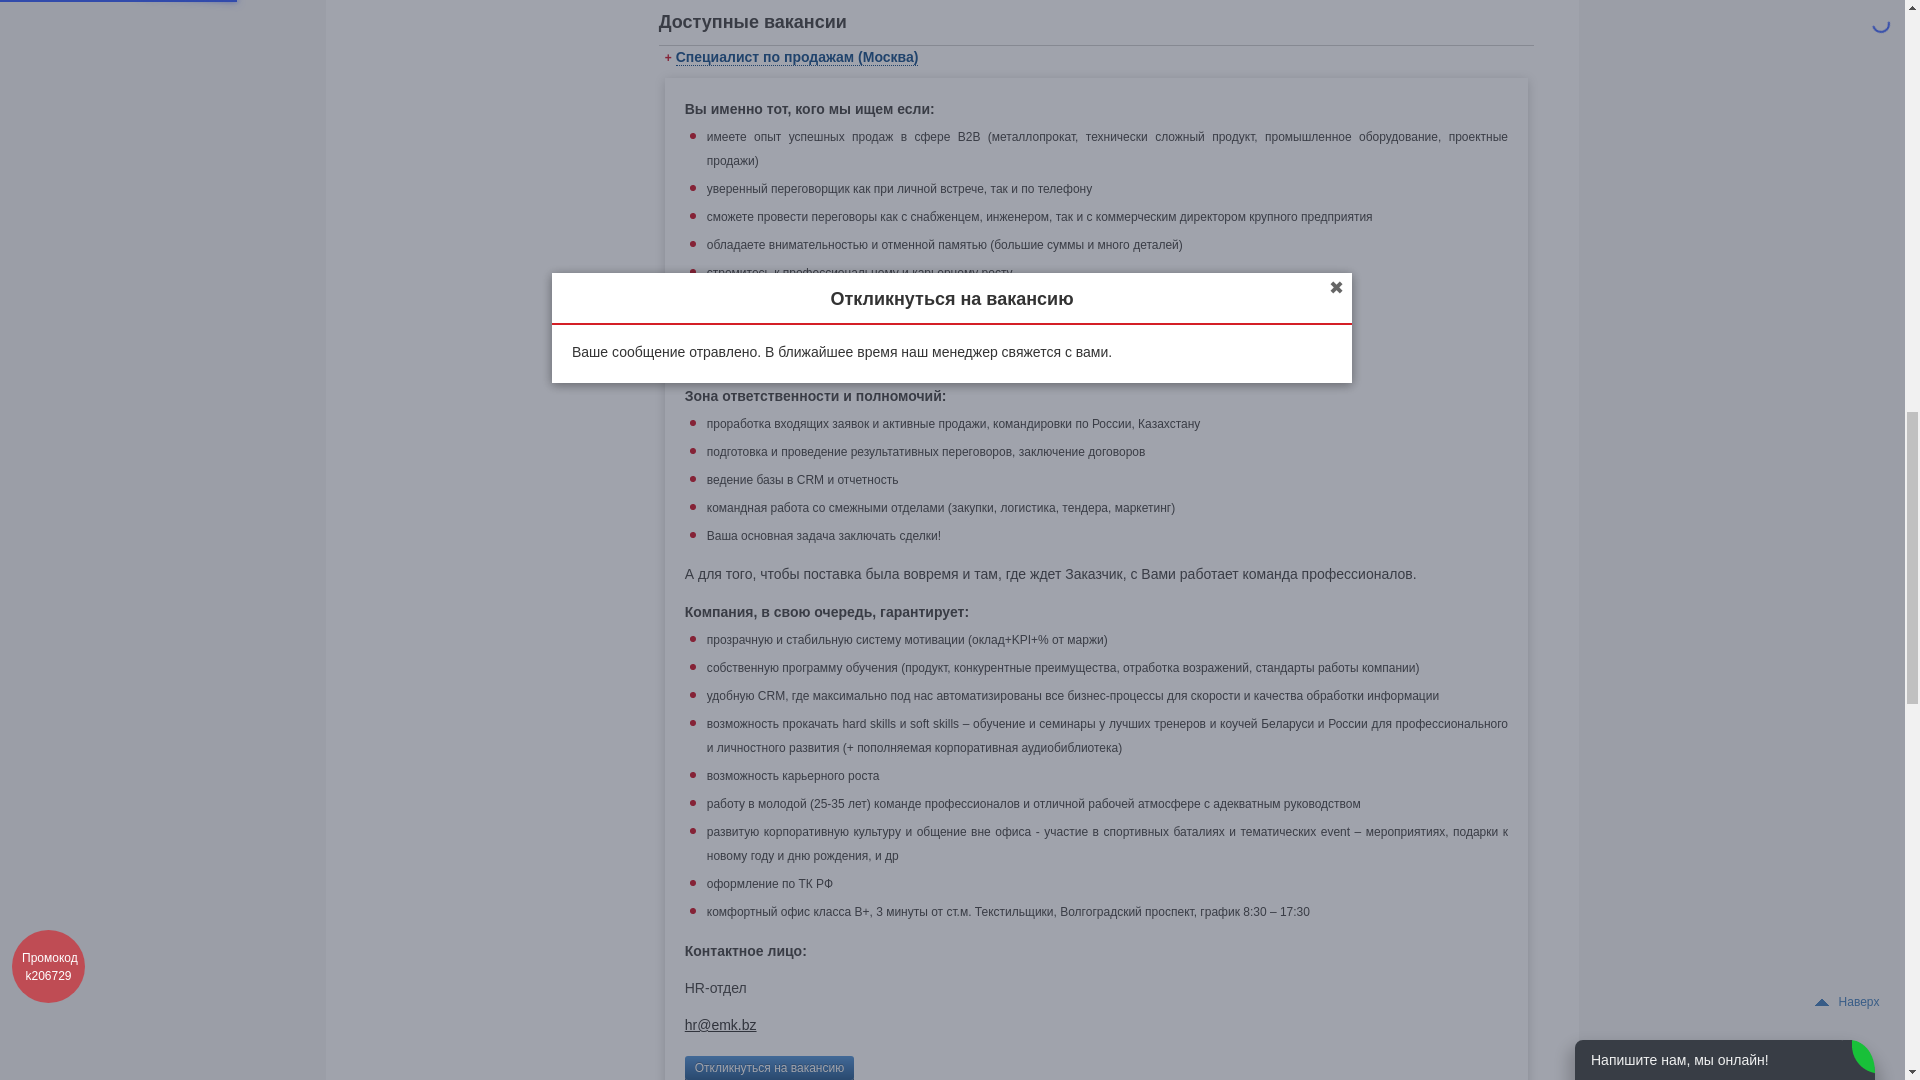 Доступные вакансии
+ Специалист по продажам (Москва)
Вы именно тот, кого мы ищем если:
имеете опыт успешных продаж в сфере B2B (металлопрокат, технически сложный продукт, промышленное оборудование, проектные
продажи)
уверенный переговорщик как при личной встрече, так и по телефону
сможете провести переговоры как с снабженцем, инженером, так и с коммерческим директором крупного предприятия
обладаете внимательностью и отменной памятью (большие суммы и много деталей)
стремитесь к профессиональному и карьерному росту
Откликнуться на вакансию
✖
Ваше сообщение отравлено. В ближайшее время наш менеджер свяжется с вами.
Зона ответственности и полномочий:
проработка входящих заявок и активные продажи, командировки по России, Казахстану
подготовка и проведение результативных переговоров, заключение договоров
ведение базы в CRM и отчетность
командная работа со смежными отделами (закупки, логистика, тендера, маркетинг)
Ваша основная задача заключать сделки!
А для того, чтобы поставка была вовремя и там, где ждет Заказчик, с Вами работает команда профессионалов.
Компания, в свою очередь, гарантирует:
прозрачную и стабильную систему мотивации (оклад+KPI+% от маржи)
собственную программу обучения (продукт, конкурентные преимущества, отработка возражений, стандарты работы компании)
удобную CRM, где максимально под нас автоматизированы все бизнес-процессы для скорости и качества обработки информации
возможность прокачать hard skills и soft skills – обучение и семинары у лучших тренеров и коучей Беларуси и России для профессионального
и личностного развития (+ пополняемая корпоративная аудиобиблиотека)
возможность карьерного роста
работу в молодой (25-35 лет) команде профессионалов и отличной рабочей атмосфере с адекватным руководством
развитую корпоративную культуру и общение вне офиса - участие в спортивных баталиях и тематических event – мероприятиях, подарки к
новому году и дню рождения, и др
оформление по ТК РФ
комфортный офис класса B+, 3 минуты от ст.м. Текстильщики, Волгоградский проспект, график 8:30 – 17:30
Контактное лицо:
HR-отдел
hr@emk.bz
Откликнуться на вакансию
Промокод
k206729
Наверх
Напишите нам, мы онлайн!